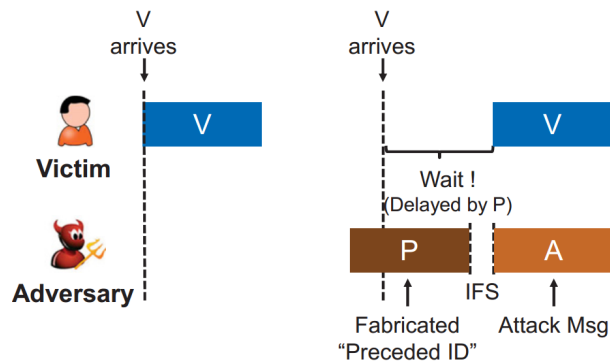 V
arrives
V
Victim
Adversary
V
arrives
V
Wait !
(Delayed by P)
P
IFS
A
Fabricated
“Preceded ID”
Attack Msg